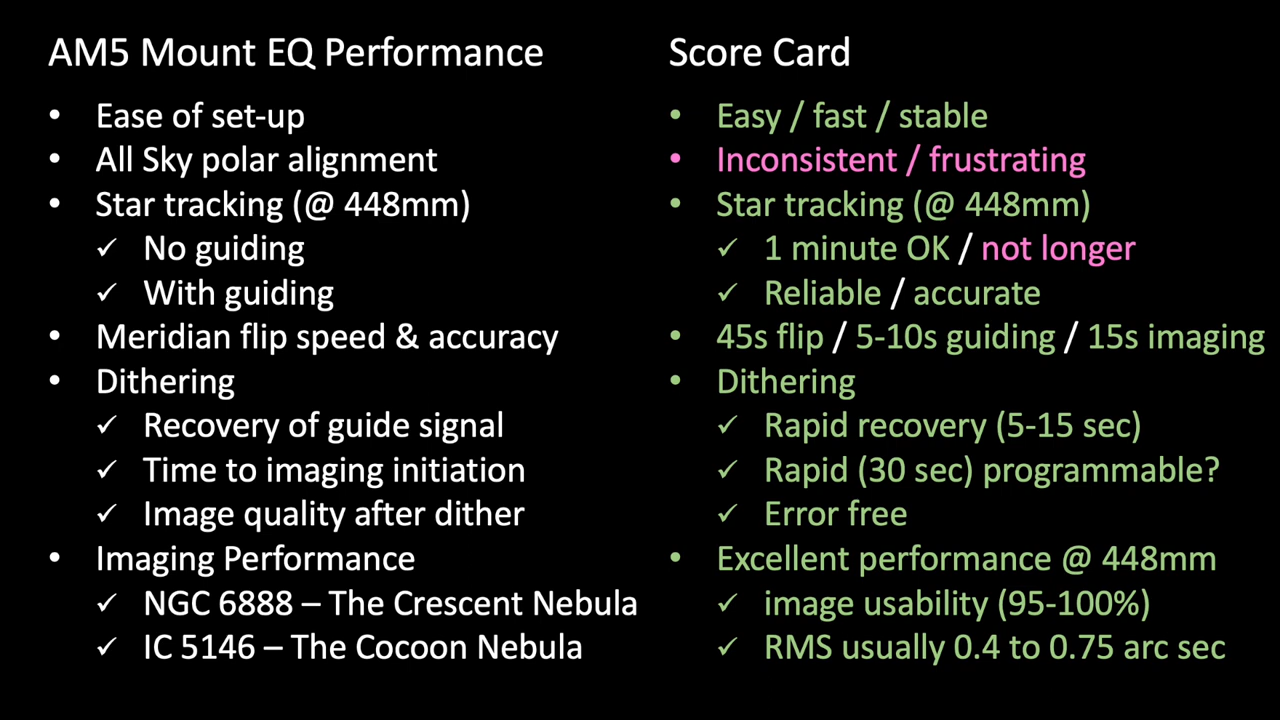 AM5 Mount EQ Performance
• Ease of set-up
• All Sky polar alignment
• Star tracking (@ 448mm)
✓ No guiding
✓ With guiding
• Meridian flip speed & accuracy
• Dithering
✓ Recovery of guide signal
✓ Time to imaging initiation
✓ Image quality after dither
• Imaging Performance
✓ NGC 6888 – The Crescent Nebula
✓ IC 5146 – The Cocoon Nebula
Score Card
• Easy / fast / stable
• Inconsistent / frustrating
• Star tracking (@ 448mm)
✓ 1 minute OK / not longer
✓ Reliable / accurate
• 45s flip / 5-10s guiding / 15s imaging
• Dithering
✓ Rapid recovery (5-15 sec)
✓ Rapid (30 sec) programmable?
✓ Error free
• Excellent performance @ 448mm
✓ image usability (95-100%)
✓ RMS usually 0.4 to 0.75 arc sec